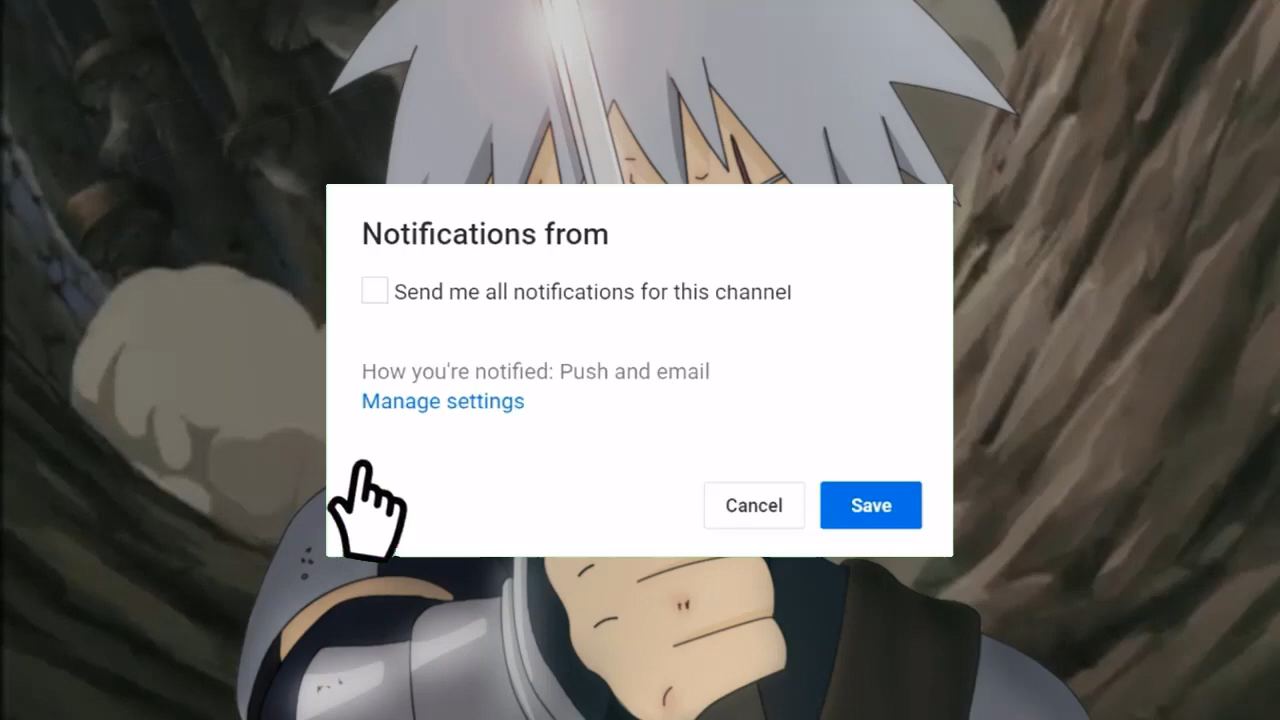 Notifications from
Send me all notifications for this channel
How you're notified: Push and email
Manage settings
Cancel
Save